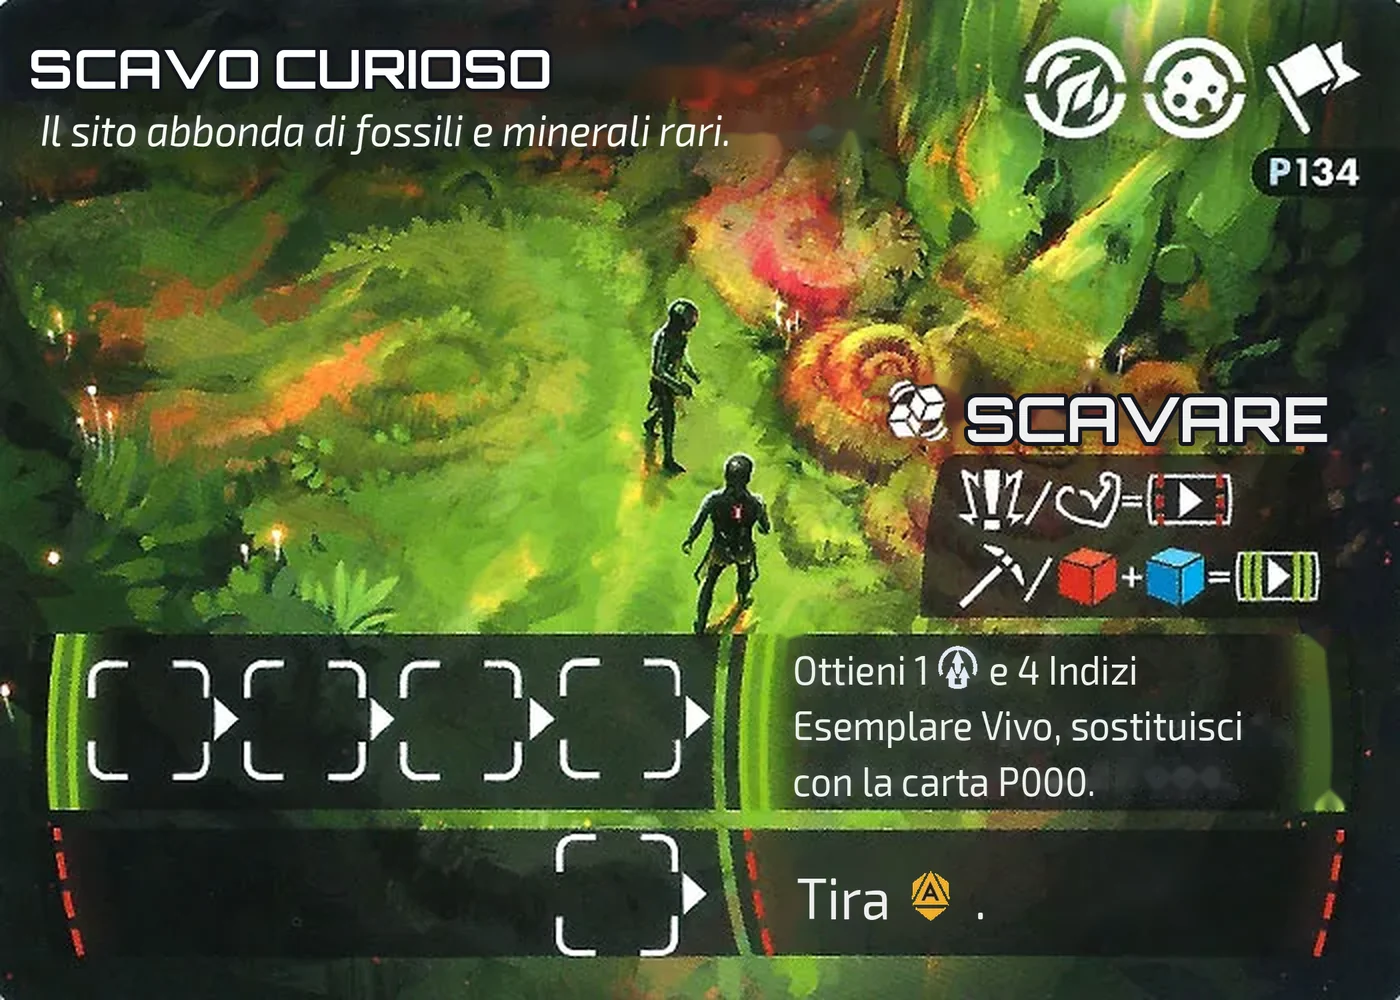 SCAVO CURIOSO
Il sito abbonda di fossili e minerali rari.
P134
SCAVARE
Ottieni 1 e 4 Indizi
Esemplare Vivo, sostituisci
con la carta P000.
Tira A .